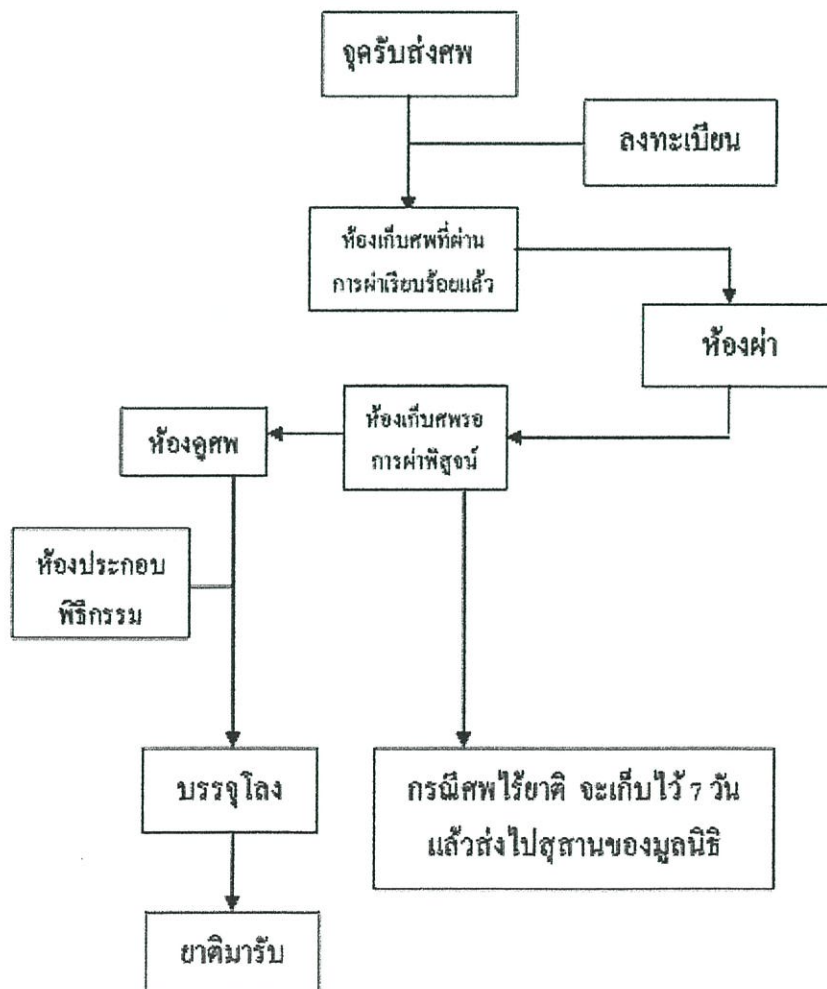 จุดรับส่งศพ
ลงทะเบียน
ห้องเก็บศพที่ผ่าน
การผ่าเรียบร้อยแล้ว
ห้องผ่า
ห้องเก็บศพรอ
การผ่าพิสูจน์
ห้องดูศพ
ห้องประกอบ
พิธีกรรม
บรรจุโลง
กรณีศพไร้ยาติ จะเก็บไว้ 7 วัน
แล้วส่งไปสุสานของมูลนิธิ
ยาติมารับ